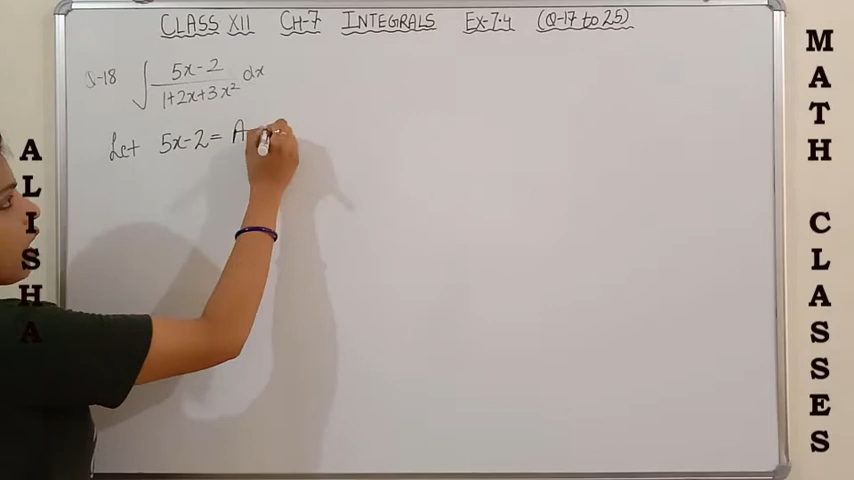 CLASS XII CH-7 INTEGRALS EX-7.4 (Q-17 to 25)
-18 ∫ 5x-2 / 1+2x+3x² dx
Let 5x-2= A
ALISHA
MATH CLASSES